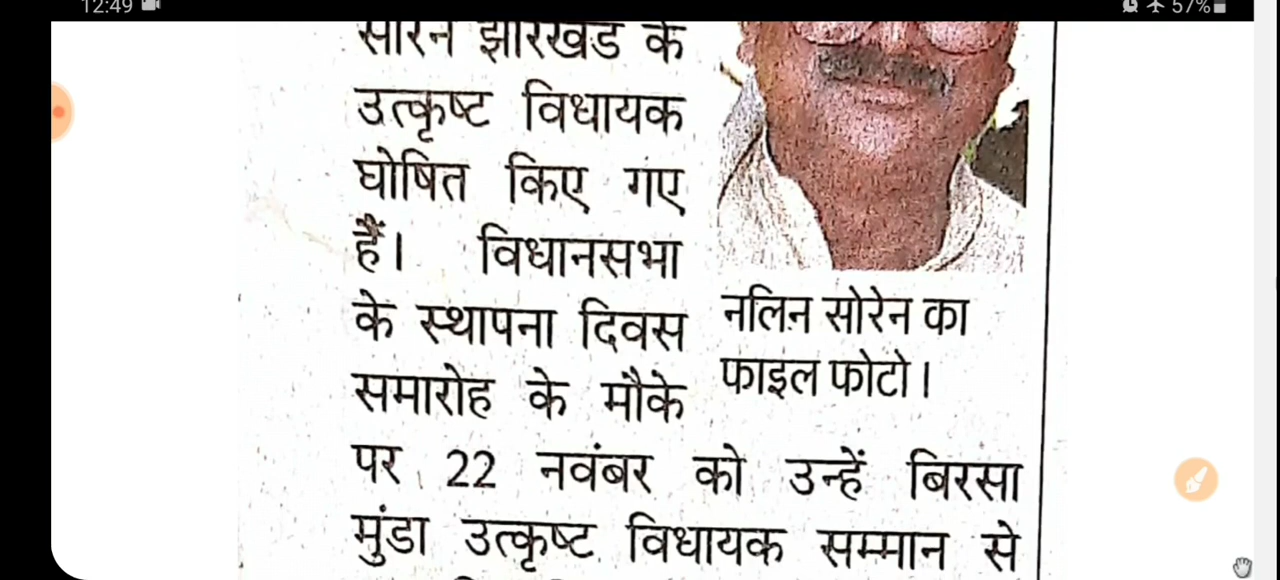 12:49
57%
सोरेन झारखंड के
उत्कृष्ट विधायक
घोषित किए गए
हैं। विधानसभा
के स्थापना दिवस
समारोह के मौके
पर 22 नवंबर को उन्हें बिरसा
मुंडा उत्कृष्ट विधायक सम्मान से
नलिन सोरेन का
फाइल फोटो।